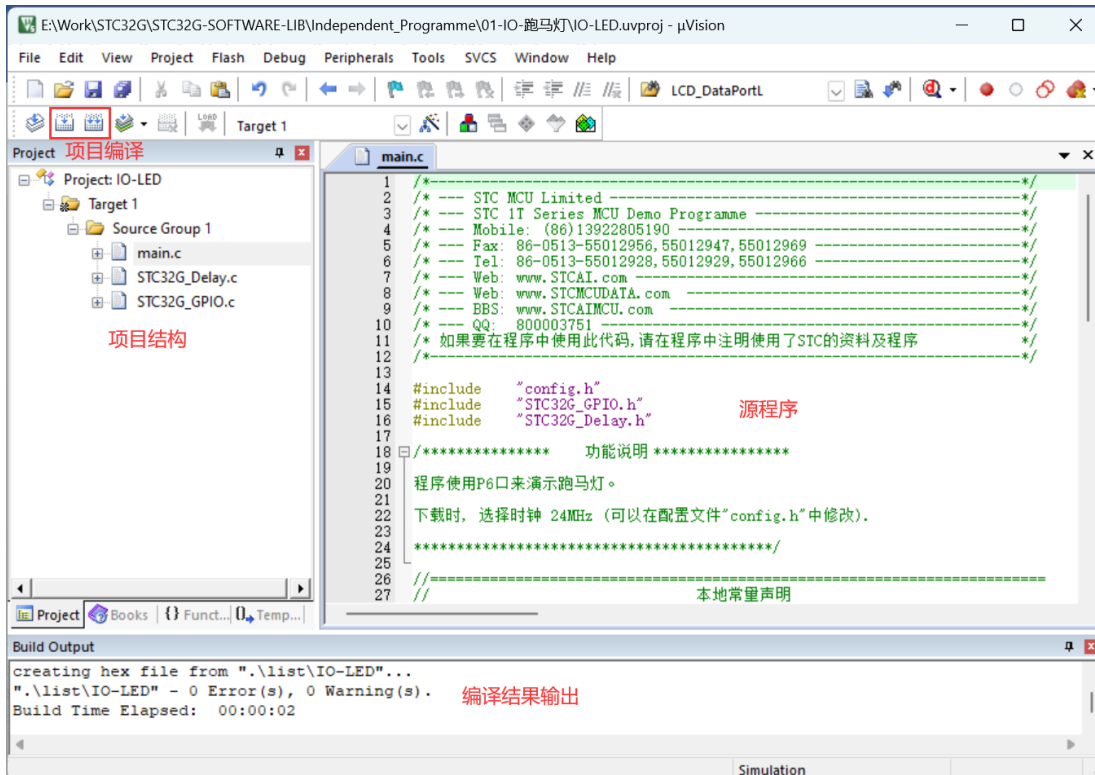 E:\Work\STC32G\STC32G-SOFTWARE-LIB\Independent_Programme\01-IO-跑马灯\IO-LED.uvproj - µVision
File Edit View Project Flash Debug Peripherals Tools SVCS Window Help
LCD_DataPortL
LOAD
Target 1
Project 项目编译
Project: IO-LED
Target 1
Source Group 1
main.c
STC32G_Delay.c
STC32G_GPIO.c
项目结构
Project Books {} Funct... 0 Temp...
main.c
1 /*---------------------------------------------------------------------*/
2 /* --- STC MCU Limited ------------------------------------------------*/
3 /* --- STC 1T Series MCU Demo Programme -------------------------------*/
4 /* --- Mobile: (86)13922805190 ----------------------------------------*/
5 /* --- Fax: 86-0513-55012956,55012947,55012969 ------------------------*/
6 /* --- Tel: 86-0513-55012928,55012929,55012966 ------------------------*/
7 /* --- Web: www.STCAI.com ---------------------------------------------*/
8 /* --- Web: www.STCMCUDATA.com ---------------------------------------*/
9 /* --- BBS: www.STCAIMCU.com -----------------------------------------*/
10 /* --- QQ: 800003751 -------------------------------------------------*/
11 /* 如果要在程序中使用此代码,请在程序中注明使用了STC的资料及程序 */
12 /*---------------------------------------------------------------------*/
13
14 #include "config.h"
15 #include "STC32G_GPIO.h"
16 #include "STC32G_Delay.h"
源程序
17
18 /*************** 功能说明 ****************
19
20 程序使用P6口来演示跑马灯。
21
22 下载时, 选择时钟 24MHz (可以在配置文件"config.h"中修改).
23
24 ******************************************/
25
26 //========================================================================
27 // 本地常量声明
Build Output
creating hex file from ".\list\IO-LED"...
".\list\IO-LED" - 0 Error(s), 0 Warning(s).
Build Time Elapsed: 00:00:02
编译结果输出
Simulation